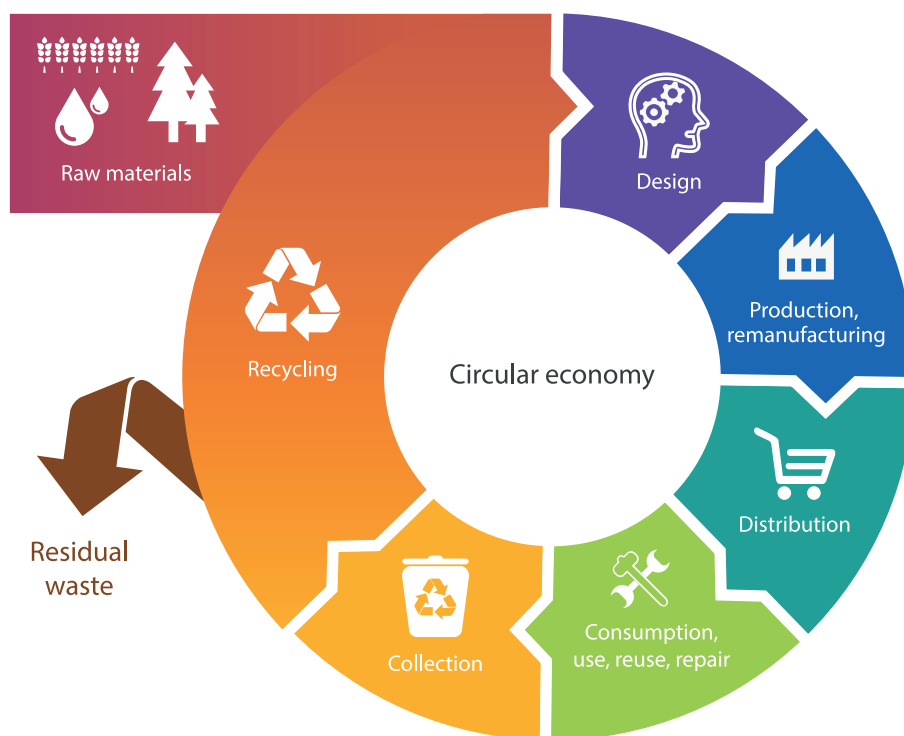 Raw materials
Design
Production,
remanufacturing
Recycling
Circular economy
Distribution
Residual
waste
Consumption,
use, reuse, repair
Collection